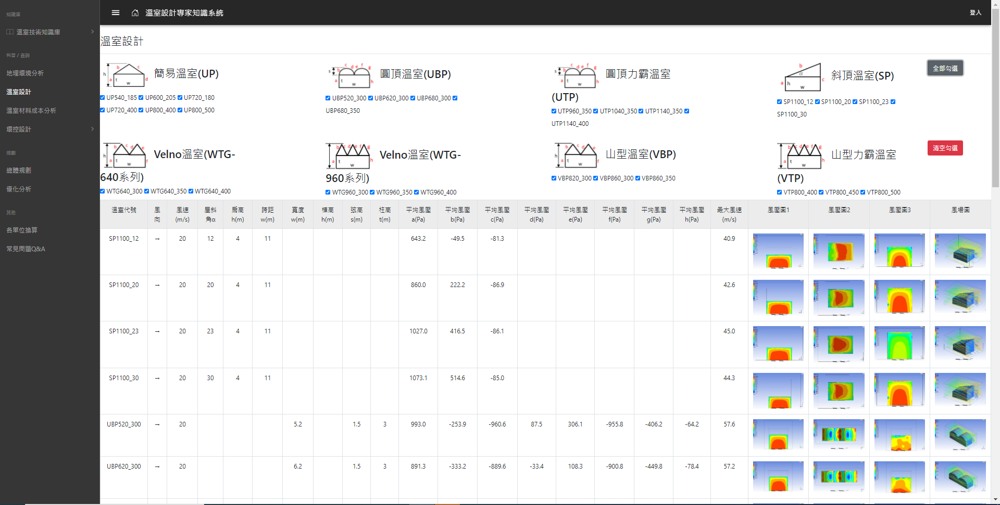 知識庫
溫室技術知識庫
科普 / 查詢
地理環境分析
溫室設計
溫室材料成本分析
環控設計
規劃
總體規劃
優化分析
其他
各單位換算
常見問題Q&A
溫室設計專家知識系統
登入
溫室設計
簡易溫室(UP)
UP540_185 UP600_205 UP720_180
UP720_400 UP800_400 UP800_500
圓頂溫室(UBP)
UBP520_300 UBP620_300 UBP680_300
UBP680_350
圓頂力霸溫室
(UTP)
UTP960_350 UTP1040_350 UTP1140_350
UTP1140_400
斜頂溫室(SP)
SP1100_12 SP1100_20 SP1100_23
SP1100_30
全部勾選
Velno溫室(WTG-
640系列)
WTG640_300 WTG640_350 WTG640_400
Velno溫室(WTG-
960系列)
WTG960_300 WTG960_350 WTG960_400
山型溫室(VBP)
VBP820_300 VBP860_300 VBP860_350
山型力霸溫室
(VTP)
VTP800_400 VTP800_450 VTP800_500
清空勾選
溫室代號 風向 風速(m/s) 屋斜角α 肩高h(m) 跨距w(m) 寬度w(m) 棟高h(m) 弦高s(m) 柱高t(m) 平均風壓a(Pa) 平均風壓b(Pa) 平均風壓c(Pa) 平均風壓d(Pa) 平均風壓e(Pa) 平均風壓f(Pa) 平均風壓g(Pa) 平均風壓h(Pa) 最大風速(m/s) 風壓圖1 風壓圖2 風壓圖3 風場圖
SP1100_12 → 20 12 4 11 643.2 -49.5 -81.3 40.9
SP1100_20 → 20 20 4 11 860.0 222.2 -86.9 42.6
SP1100_23 → 20 23 4 11 1027.0 416.5 -86.1 45.0
SP1100_30 → 20 30 4 11 1073.1 514.6 -85.0 44.3
UBP520_300 → 20 5.2 1.5 3 993.0 -253.9 -960.6 87.5 306.1 -955.8 -406.2 -64.2 57.6
UBP620_300 → 20 6.2 1.5 3 891.3 -333.2 -889.6 -33.4 108.3 -900.8 -449.8 -78.4 57.2